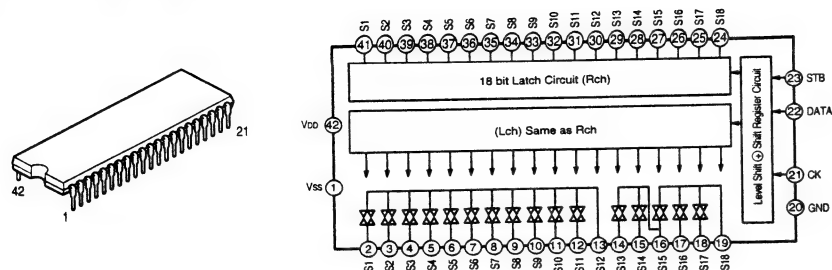 42
1
21
S1 S2 S3 S4 S5 S6 S7 S8 S9 S10 S11 S12 S13 S14 S15 S16 S17 S18
41 40 39 38 37 36 35 34 33 32 31 30 29 28 27 26 25 24
18 bit Latch Circuit (Rch)
(Lch) Same as Rch
Level Shift + Shift Register Circuit
VDD 42
VSS 1
23 STB
22 DATA
21 CK
20 GND
2 3 4 5 6 7 8 9 10 11 12 13 14 15 16 17 18 19
S1 S2 S3 S4 S5 S6 S7 S8 S9 S10 S11 S12 S13 S14 S15 S16 S17 S18